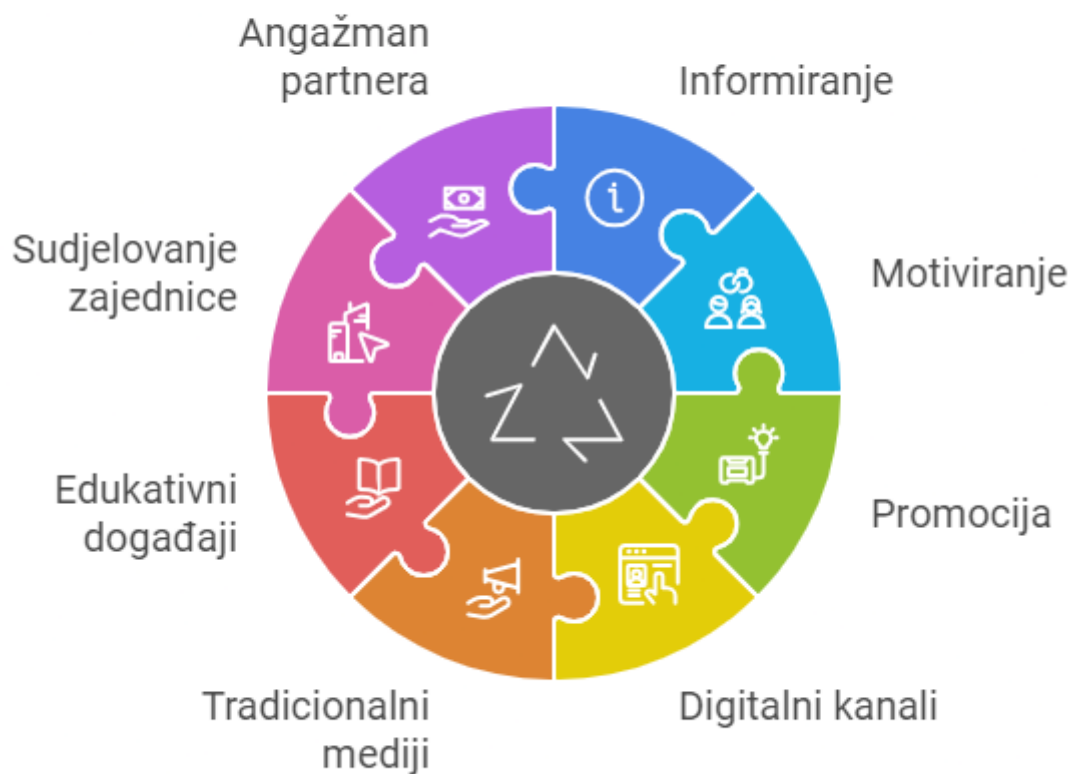 Angažman
partnera
Informiranje
Sudjelovanje
zajednice
Motiviranje
Edukativni
događaji
Promocija
Tradicionalni
mediji
Digitalni kanali